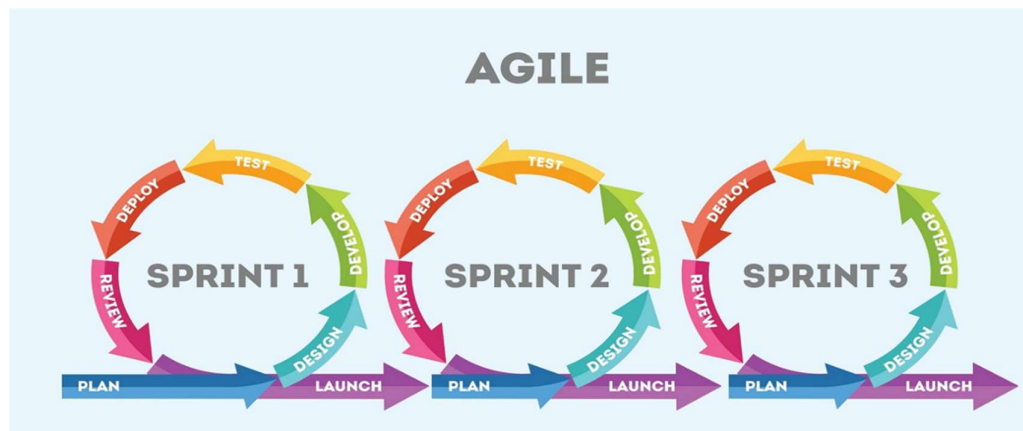 AGILE
SPRINT 1
PLAN
DESIGN
DEVELOP
TEST
DEPLOY
REVIEW
LAUNCH
SPRINT 2
PLAN
DESIGN
DEVELOP
TEST
DEPLOY
REVIEW
LAUNCH
SPRINT 3
PLAN
DESIGN
DEVELOP
TEST
DEPLOY
REVIEW
LAUNCH